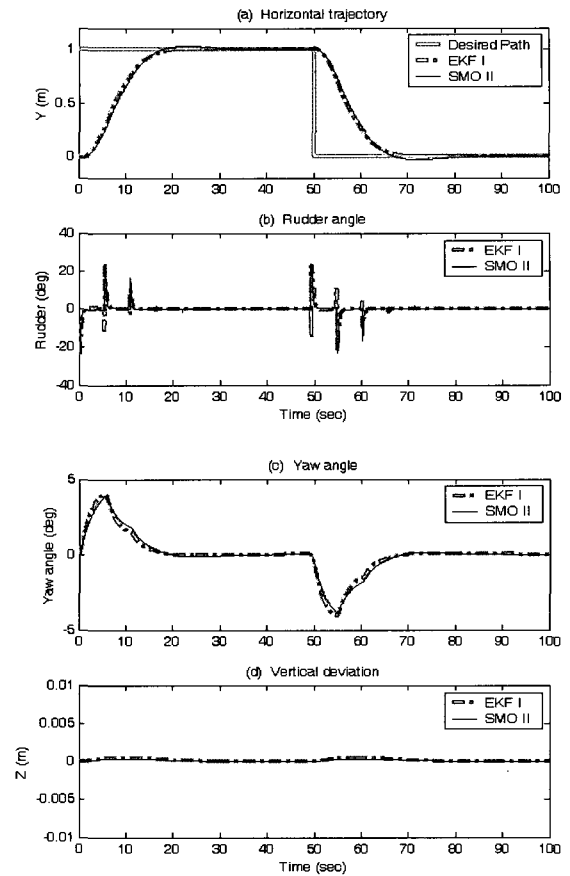 (a) Horizontal trajectory
Y (m)
1
0.5
0
Desired Path
EKF I
SMO II
0 10 20 30 40 50 60 70 80 90 100
(b) Rudder angle
Rudder (deg)
40
20
0
-20
-40
EKF I
SMO II
0 10 20 30 40 50 60 70 80 90 100
Time (sec)
(c) Yaw angle
Yaw angle (deg)
5
0
-5
EKF I
SMO II
0 10 20 30 40 50 60 70 80 90 100
(d) Vertical deviation
Z (m)
0.01
0.005
0
-0.005
-0.01
EKF I
SMO II
0 10 20 30 40 50 60 70 80 90 100
Time (sec)